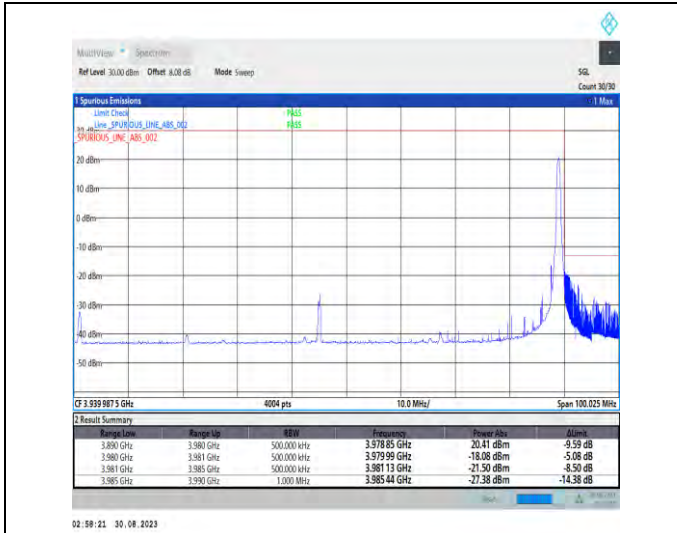 MultiView Spectrum
Ref Level 30.00 dBm Offset 8.08 dB Mode Sweep SGL
Count 30/30
1 Spurious Emissions 1 Max
Limit Check PASS
Line _SPURIOUS_LINE_ABS_002 PASS
30 dBm
_SPURIOUS_LINE_ABS_002
20 dBm
10 dBm
0 dBm
-10 dBm
-20 dBm
-30 dBm
-40 dBm
-50 dBm
CF 3.939 987 5 GHz 4004 pts 10.0 MHz/ Span 100.025 MHz
2 Result Summary
Range Low Range Up RBW Frequency Power Abs ΔLimit
3.890 GHz 3.980 GHz 500.000 kHz 3.978 85 GHz 20.41 dBm -9.59 dB
3.980 GHz 3.981 GHz 500.000 kHz 3.979 99 GHz -18.08 dBm -5.08 dB
3.981 GHz 3.985 GHz 500.000 kHz 3.981 13 GHz -21.50 dBm -8.50 dB
3.985 GHz 3.990 GHz 1.000 MHz 3.985 44 GHz -27.38 dBm -14.38 dB
02:58:21 30.08.2023